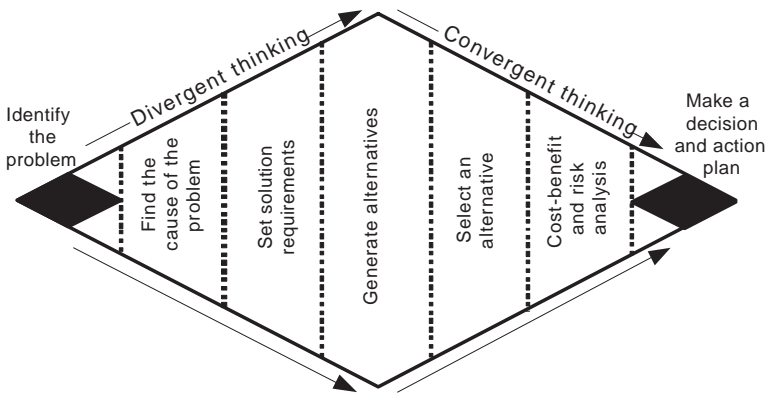 Divergent thinking
Convergent thinking
Identify
the
problem
Find the
cause of the
problem
Set solution
requirements
Generate alternatives
Select an
alternative
Cost-benefit
and risk
analysis
Make a
decision
and action
plan